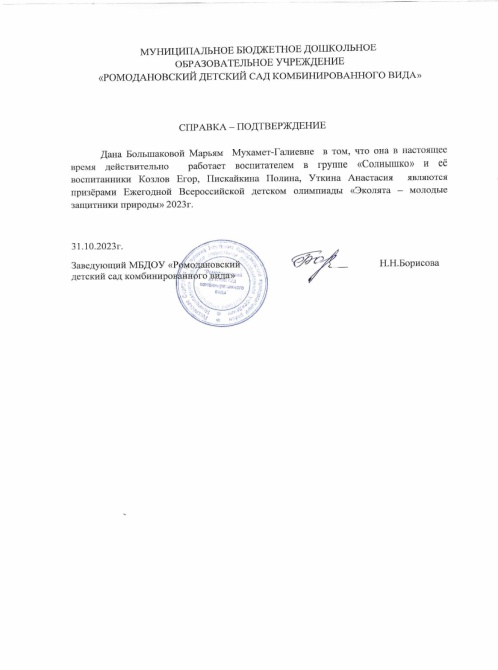 МУНИЦИПАЛЬНОЕ БЮДЖЕТНОЕ ДОШКОЛЬНОЕ
ОБРАЗОВАТЕЛЬНОЕ УЧРЕЖДЕНИЕ
«РОМОДАНОВСКИЙ ДЕТСКИЙ САД КОМБИНИРОВАННОГО ВИДА»
СПРАВКА – ПОДТВЕРЖДЕНИЕ
Дана Большаковой Марьям Мухамет-Галиевне в том, что она в настоящее
время действительно работает воспитателем в группе «Солнышко» и её
воспитанники Козлов Егор, Пискайкина Полина, Уткина Анастасия являются
призёрами Ежегодной Всероссийской детском олимпиады «Эколята – молодые
защитники природы» 2023г.
31.10.2023г.
Заведующий МБДОУ «Ромодановский
детский сад комбинированного вида»
Н.Н.Борисова